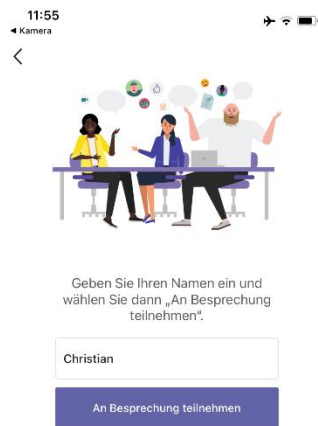 11:55
◀ Kamera
Geben Sie Ihren Namen ein und
wählen Sie dann „An Besprechung
teilnehmen“.
Christian
An Besprechung teilnehmen